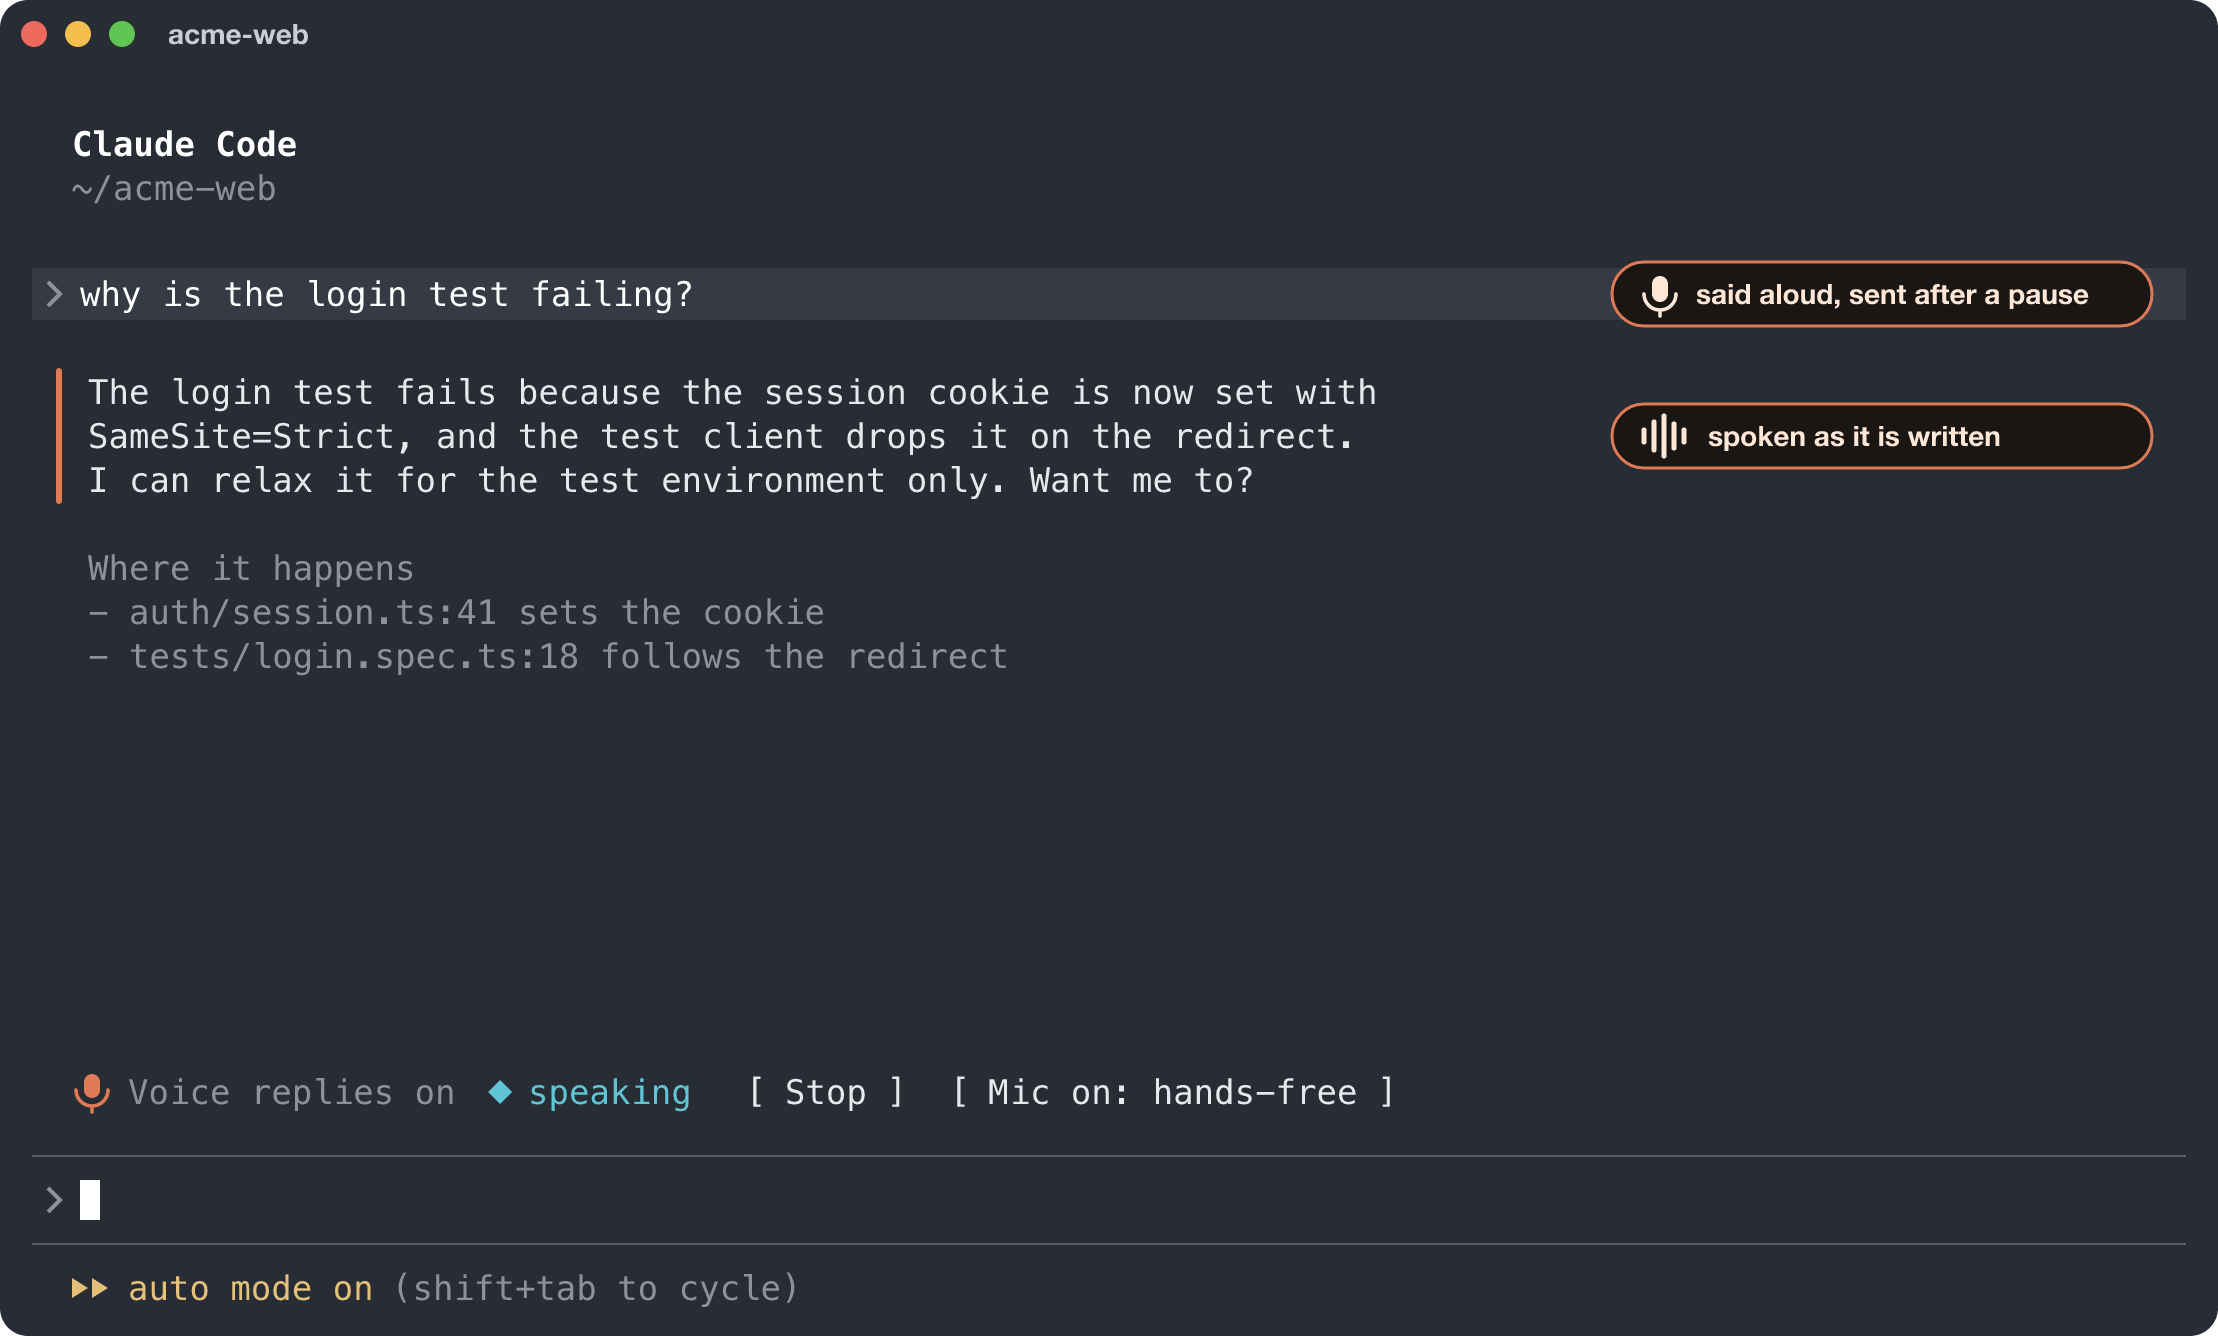 acme-web
Claude Code
~/acme-web
why is the login test failing?
said aloud, sent after a pause
The login test fails because the session cookie is now set with
SameSite=Strict, and the test client drops it on the redirect.
spoken as it is written
I can relax it for the test environment only. Want me to?
Where it happens
- auth/session.ts:41 sets the cookie
- tests/login.spec.ts:18 follows the redirect
Voice replies on ◆ speaking [ Stop ] [ Mic on: hands-free ]
auto mode on (shift+tab to cycle)